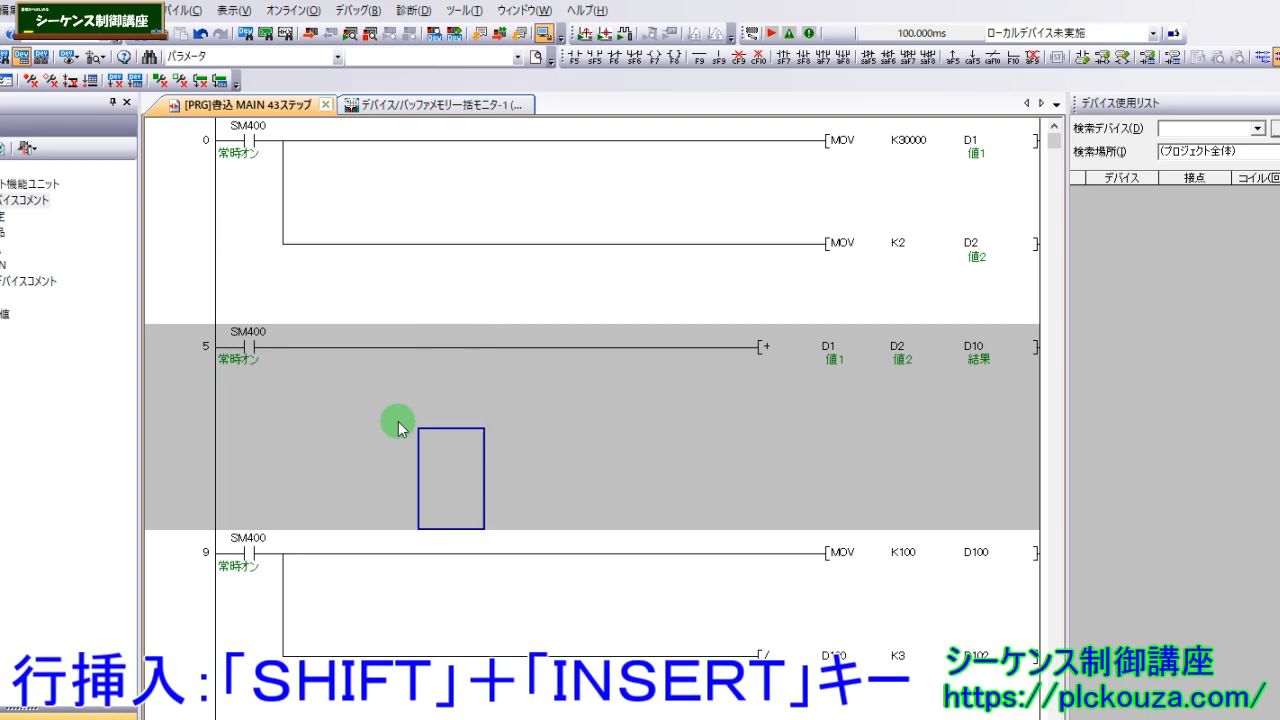 シーケンス制御講座
ァイル(F) 表示(V) オンライン(O) デバッグ(B) 診断(D) ツール(T) ウィンドウ(W) ヘルプ(H)
100.000ms ローカルデバイス未実施
パラメータ
[PRG]書込 MAIN 43ステップ デバイス/バッファメモリ一括モニタ-1 (...
デバイス使用リスト
検索デバイス(D)
検索場所(I) (プロジェクト全体)
デバイス 接点 コイル(回
ト機能ユニット
バイスコメント
定
品
N
デバイスコメント
値
SM400
0 MOV K30000 D1
常時オン 値1
MOV K2 D2
値2
SM400
5 + D1 D2 D10
常時オン 値1 値2 結果
SM400
9 MOV K100 D100
常時オン
/ D100 K3 D102
行挿入:「SHIFT」+「INSERT」キー
シーケンス制御講座
https://plckouza.com/